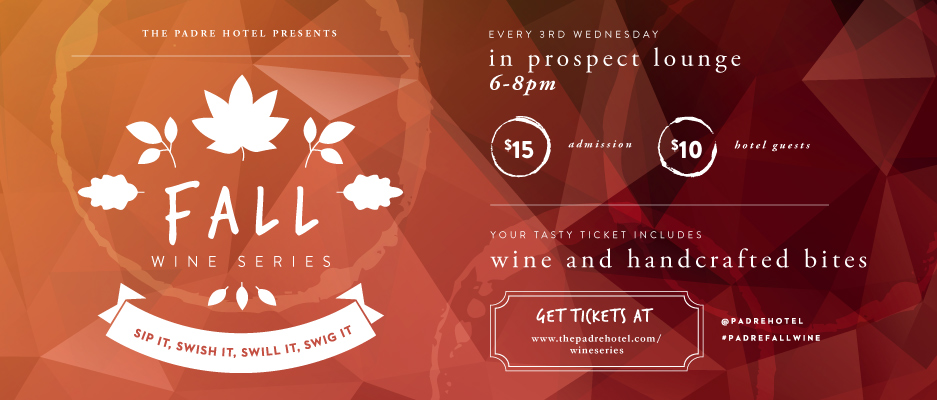 THE PADRE HOTEL PRESENTS
FALL
WINE SERIES
SIP IT, SWISH IT, SWILL IT, SWIG IT
EVERY 3RD WEDNESDAY
in prospect lounge
6-8pm
$15 admission
$10 hotel guests
YOUR TASTY TICKET INCLUDES
wine and handcrafted bites
GET TICKETS AT
www.thepadrehotel.com/
wineseries
@PADREHOTEL
#PADREFALLWINE